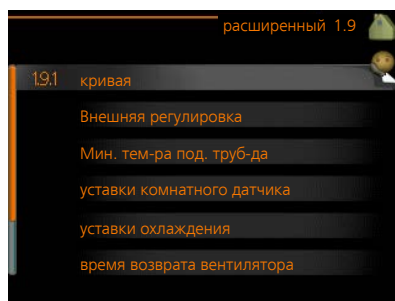 расширенный 1.9
1.9.1 кривая
Внешняя регулировка
Мин. тем-ра под. труб-да
уставки комнатного датчика
уставки охлаждения
время возврата вентилятора